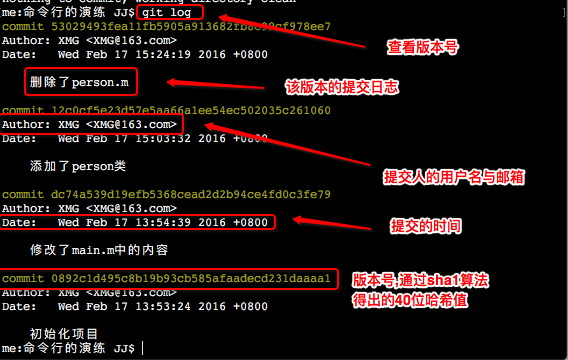 nothing to commit, working directory clean
me:命令行的演练 JJ$ git log
commit 53029493fea11fb5905a913682fb8c98cf978ee7
Author: XMG <XMG@163.com>
Date: Wed Feb 17 15:24:19 2016 +0800
查看版本号
删除了person.m
该版本的提交日志
commit 12c0cf5e23d57e5aa66a1ee54ec502035c261060
Author: XMG <XMG@163.com>
Date: Wed Feb 17 15:03:32 2016 +0800
添加了person类
提交人的用户名与邮箱
commit dc74a539d19efb5368cead2d2b94ce4fd0c3fe79
Author: XMG <XMG@163.com>
Date: Wed Feb 17 13:54:39 2016 +0800
提交的时间
修改了main.m中的内容
commit 0892c1d495c8b19b93cb585afaadecd231daaaa1
版本号,通过sha1算法
得出的40位哈希值
Author: XMG <XMG@163.com>
Date: Wed Feb 17 13:53:24 2016 +0800
初始化项目
me:命令行的演练 JJ$